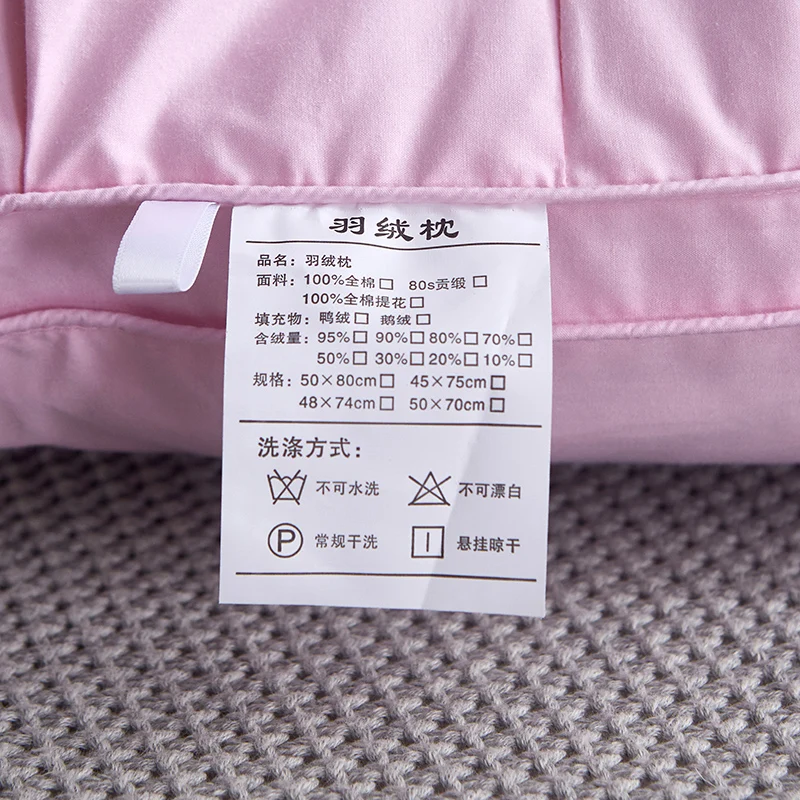 羽绒枕
品名：羽绒枕
面料：100%全棉□ 80s贡缎□
100%全棉提花□
填充物：鸭绒□ 鹅绒□
含绒量：95%□ 90%□ 80%□ 70%□
50%□ 30%□ 20%□ 10%□
规格：50×80cm□ 45×75cm□
48×74cm□ 50×70cm□
洗涤方式：
不可水洗 不可漂白
P 常规干洗 悬挂晾干